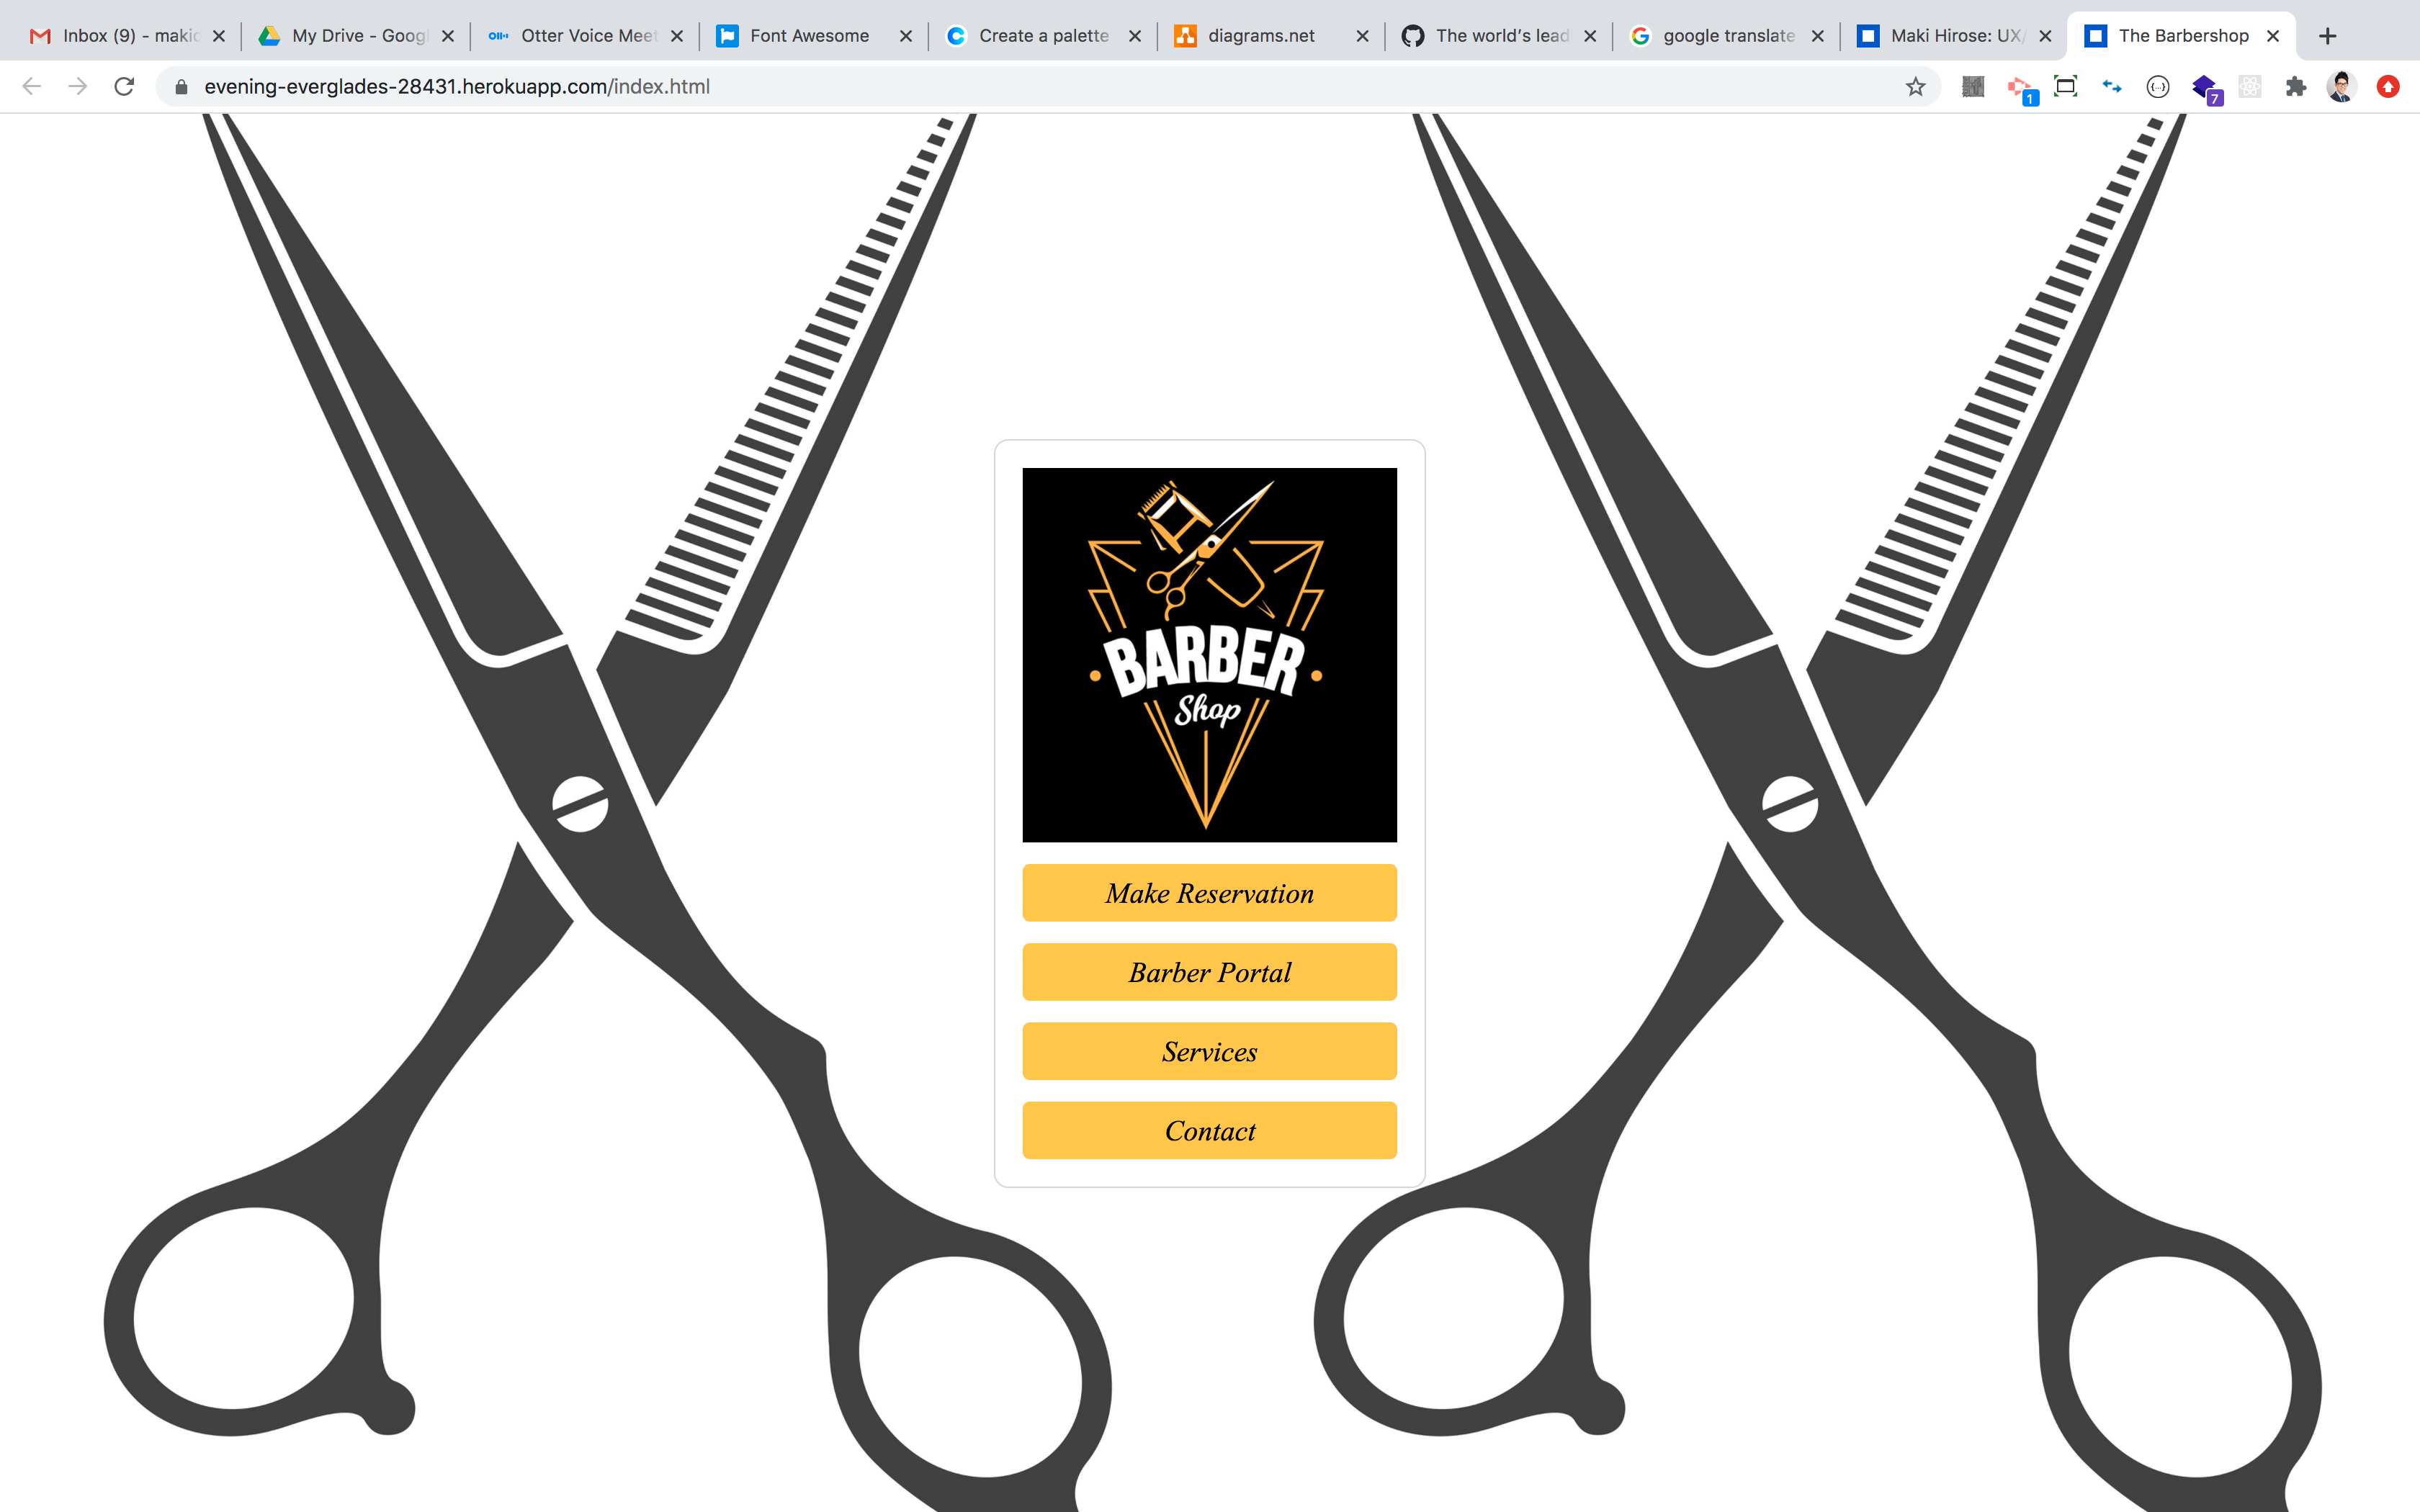 Inbox (9) - maki
My Drive - Goog
Otter Voice Meet
Font Awesome
Create a palette
diagrams.net
The world’s lead
google translate
Maki Hirose: UX/
The Barbershop
evening-everglades-28431.herokuapp.com/index.html
1
7
BARBER
Shop
Make Reservation
Barber Portal
Services
Contact